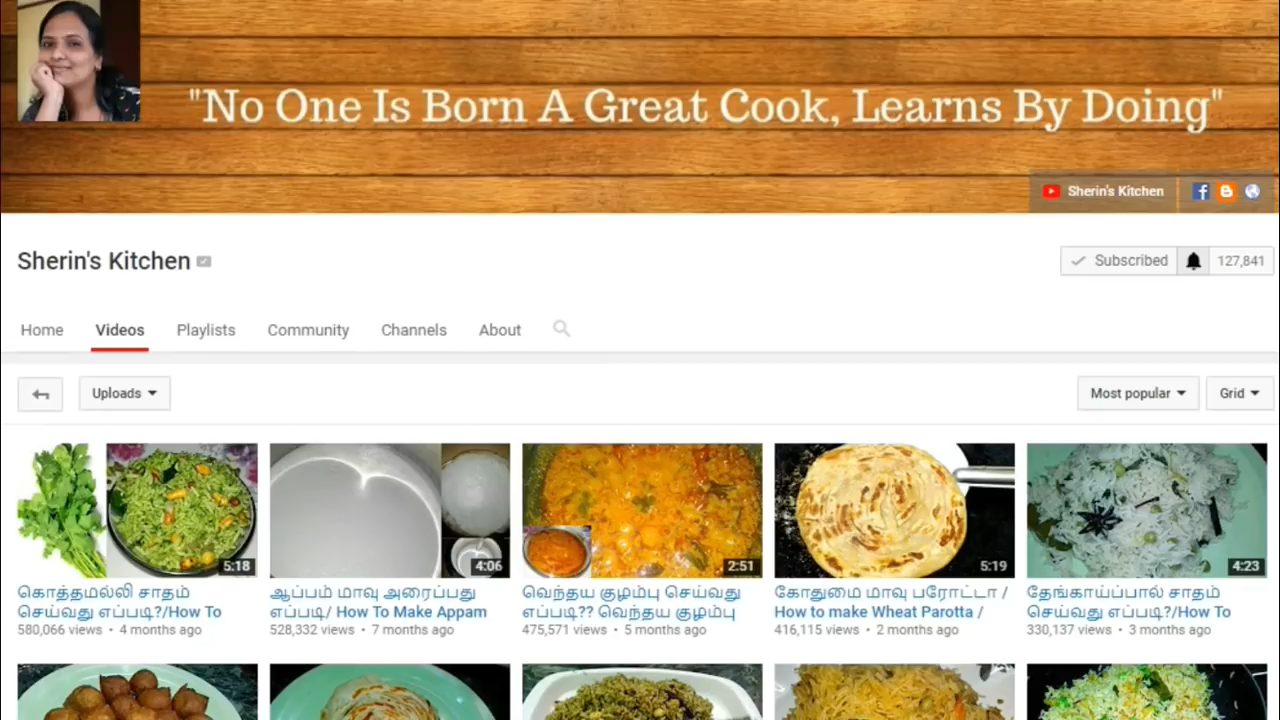 "No One Is Born A Great Cook, Learns By Doing"
Sherin's Kitchen
Sherin's Kitchen
Subscribed 127,841
Home Videos Playlists Community Channels About
Uploads Most popular Grid
5:18 4:06 2:51 5:19 4:23
கொத்தமல்லி சாதம்
செய்வது எப்படி?/How To
580,066 views • 4 months ago
ஆப்பம் மாவு அரைப்பது
எப்படி/ How To Make Appam
528,332 views • 7 months ago
வெந்தய குழம்பு செய்வது
எப்படி?? வெந்தய குழம்பு
475,571 views • 5 months ago
கோதுமை மாவு பரோட்டா /
How to make Wheat Parotta /
416,115 views • 2 months ago
தேங்காய்ப்பால் சாதம்
செய்வது எப்படி?/How To
330,137 views • 3 months ago